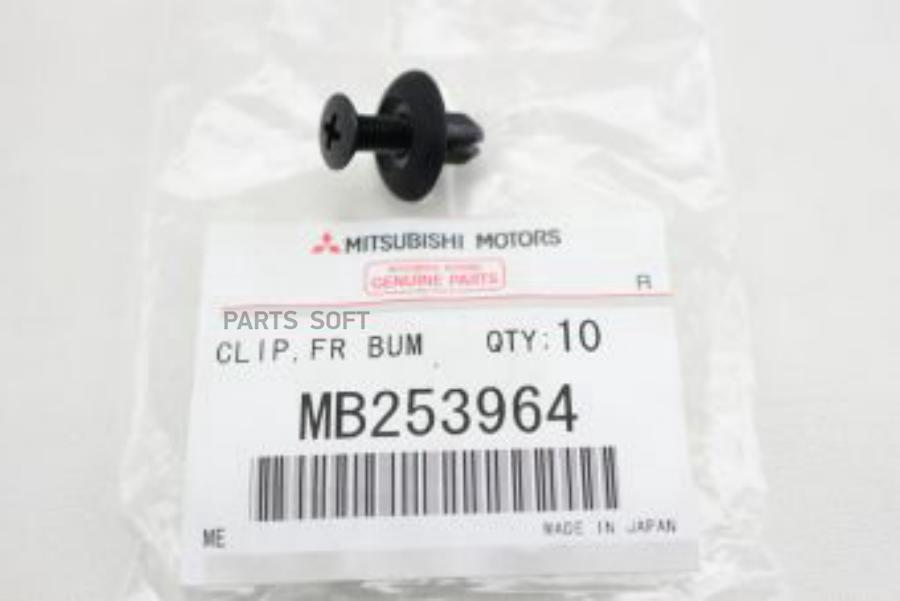 MITSUBISHI MOTORS
GENUINE PARTS
R
PARTS SOFT
CLIP, FR BUM QTY: 10
MB253964
ME MADE IN JAPAN